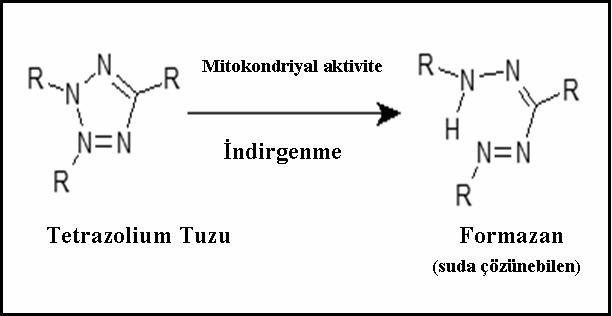 R
N
R
N
N
N
R
Mitokondriyal aktivite
İndirgenme
R
N
N
H
R
N
N
R
Tetrazolium Tuzu
Formazan
(suda çözünebilen)